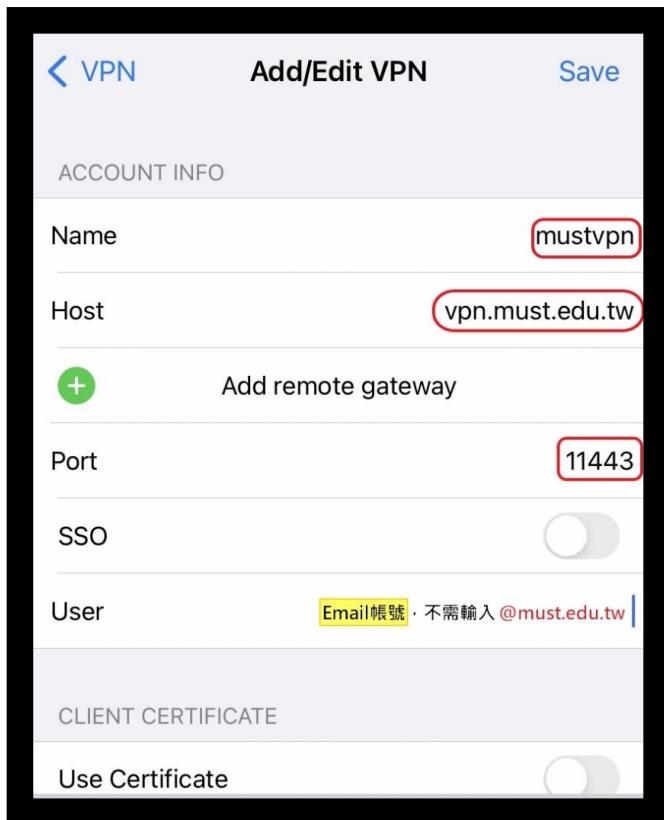 VPN Add/Edit VPN Save
ACCOUNT INFO
Name mustvpn
Host vpn.must.edu.tw
Add remote gateway
Port 11443
SSO
User Email帳號，不需輸入@must.edu.tw
CLIENT CERTIFICATE
Use Certificate